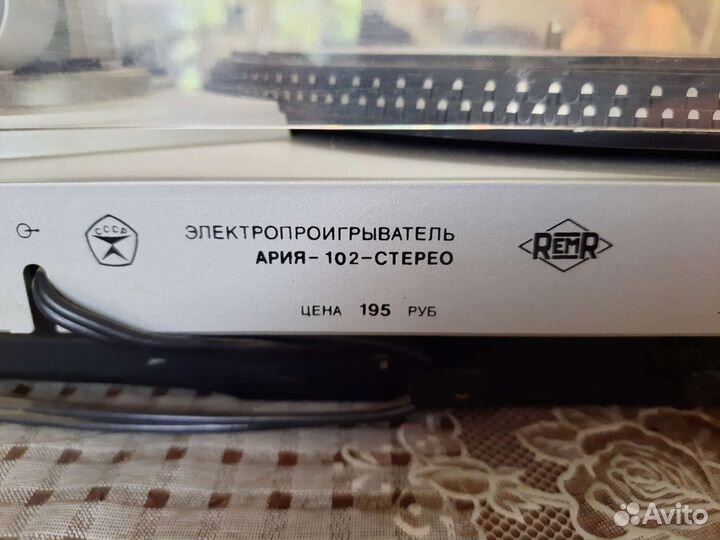 СССР
ЭЛЕКТРОПРОИГРЫВАТЕЛЬ
АРИЯ-102-СТЕРЕО
REMR
ЦЕНА 195 РУБ
Avito